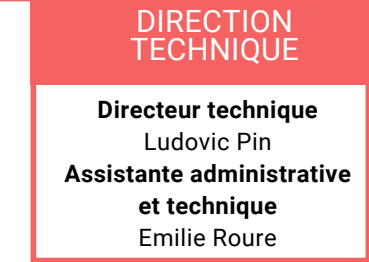 DIRECTION
TECHNIQUE
Directeur technique
Ludovic Pin
Assistante administrative
et technique
Emilie Roure